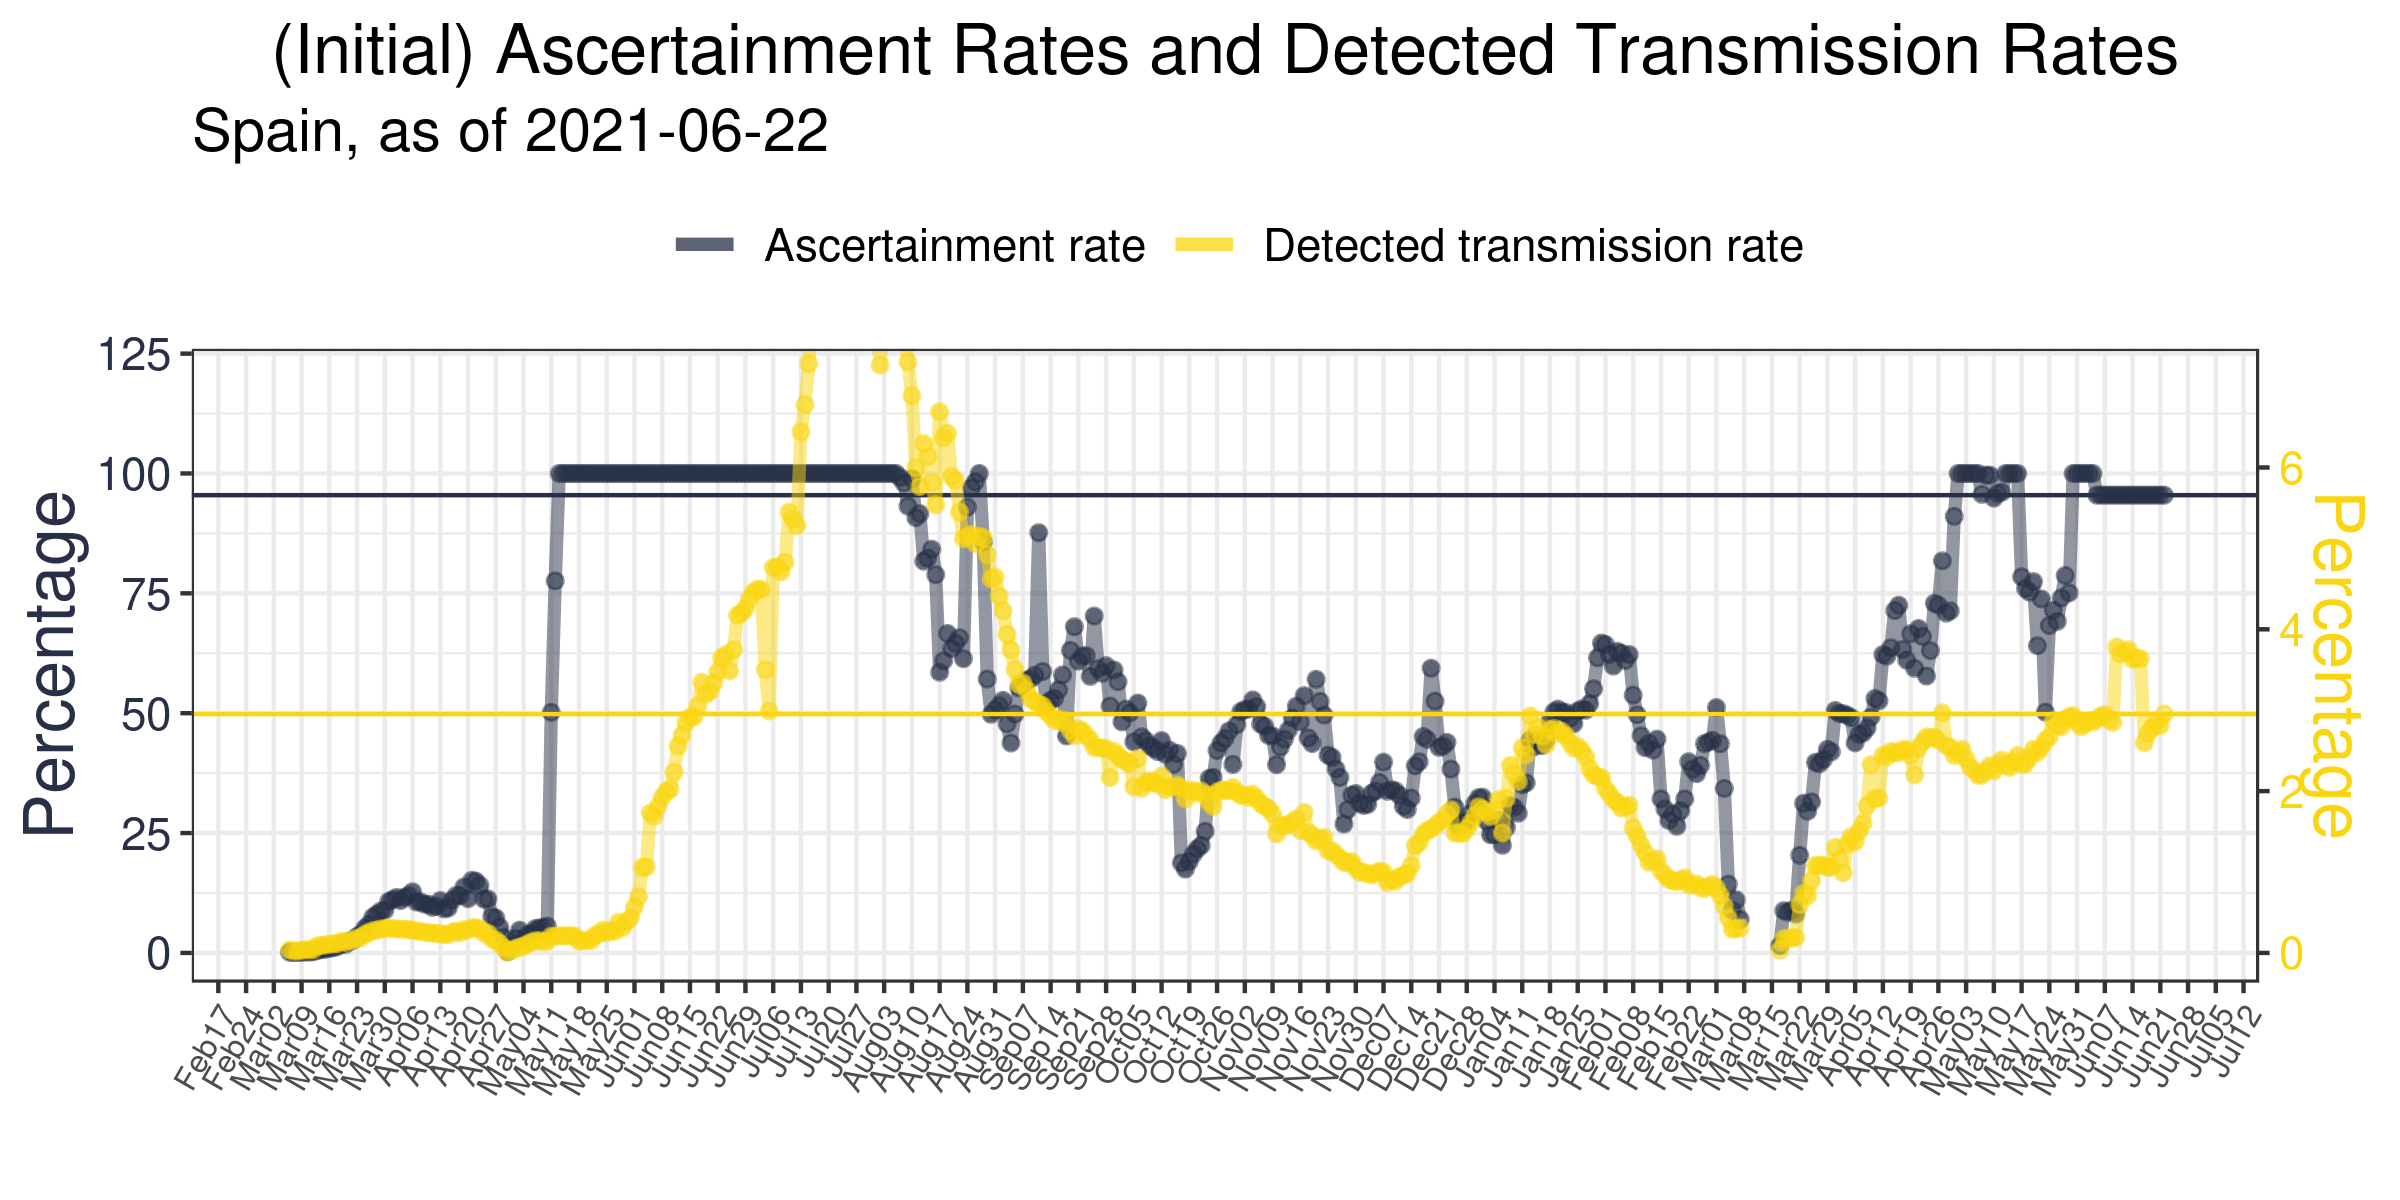 (Initial) Ascertainment Rates and Detected Transmission Rates
Spain, as of 2021-06-22
Ascertainment rate
Detected transmission rate
Percentage
125
100
75
50
25
0
6
4
2
0
Percentage
Feb17
Feb24
Mar02
Mar09
Mar16
Mar23
Mar30
Apr06
Apr13
Apr20
Apr27
May04
May11
May18
May25
Jun01
Jun08
Jun15
Jun22
Jun29
Jul06
Jul13
Jul20
Jul27
Aug03
Aug10
Aug17
Aug24
Aug31
Sep07
Sep14
Sep21
Sep28
Oct05
Oct12
Oct19
Oct26
Nov02
Nov09
Nov16
Nov23
Nov30
Dec07
Dec14
Dec21
Dec28
Jan04
Jan11
Jan18
Jan25
Feb01
Feb08
Feb15
Feb22
Mar01
Mar08
Mar15
Mar22
Mar29
Apr05
Apr12
Apr19
Apr26
May03
May10
May17
May24
May31
Jun07
Jun14
Jun21
Jun28
Jul05
Jul12